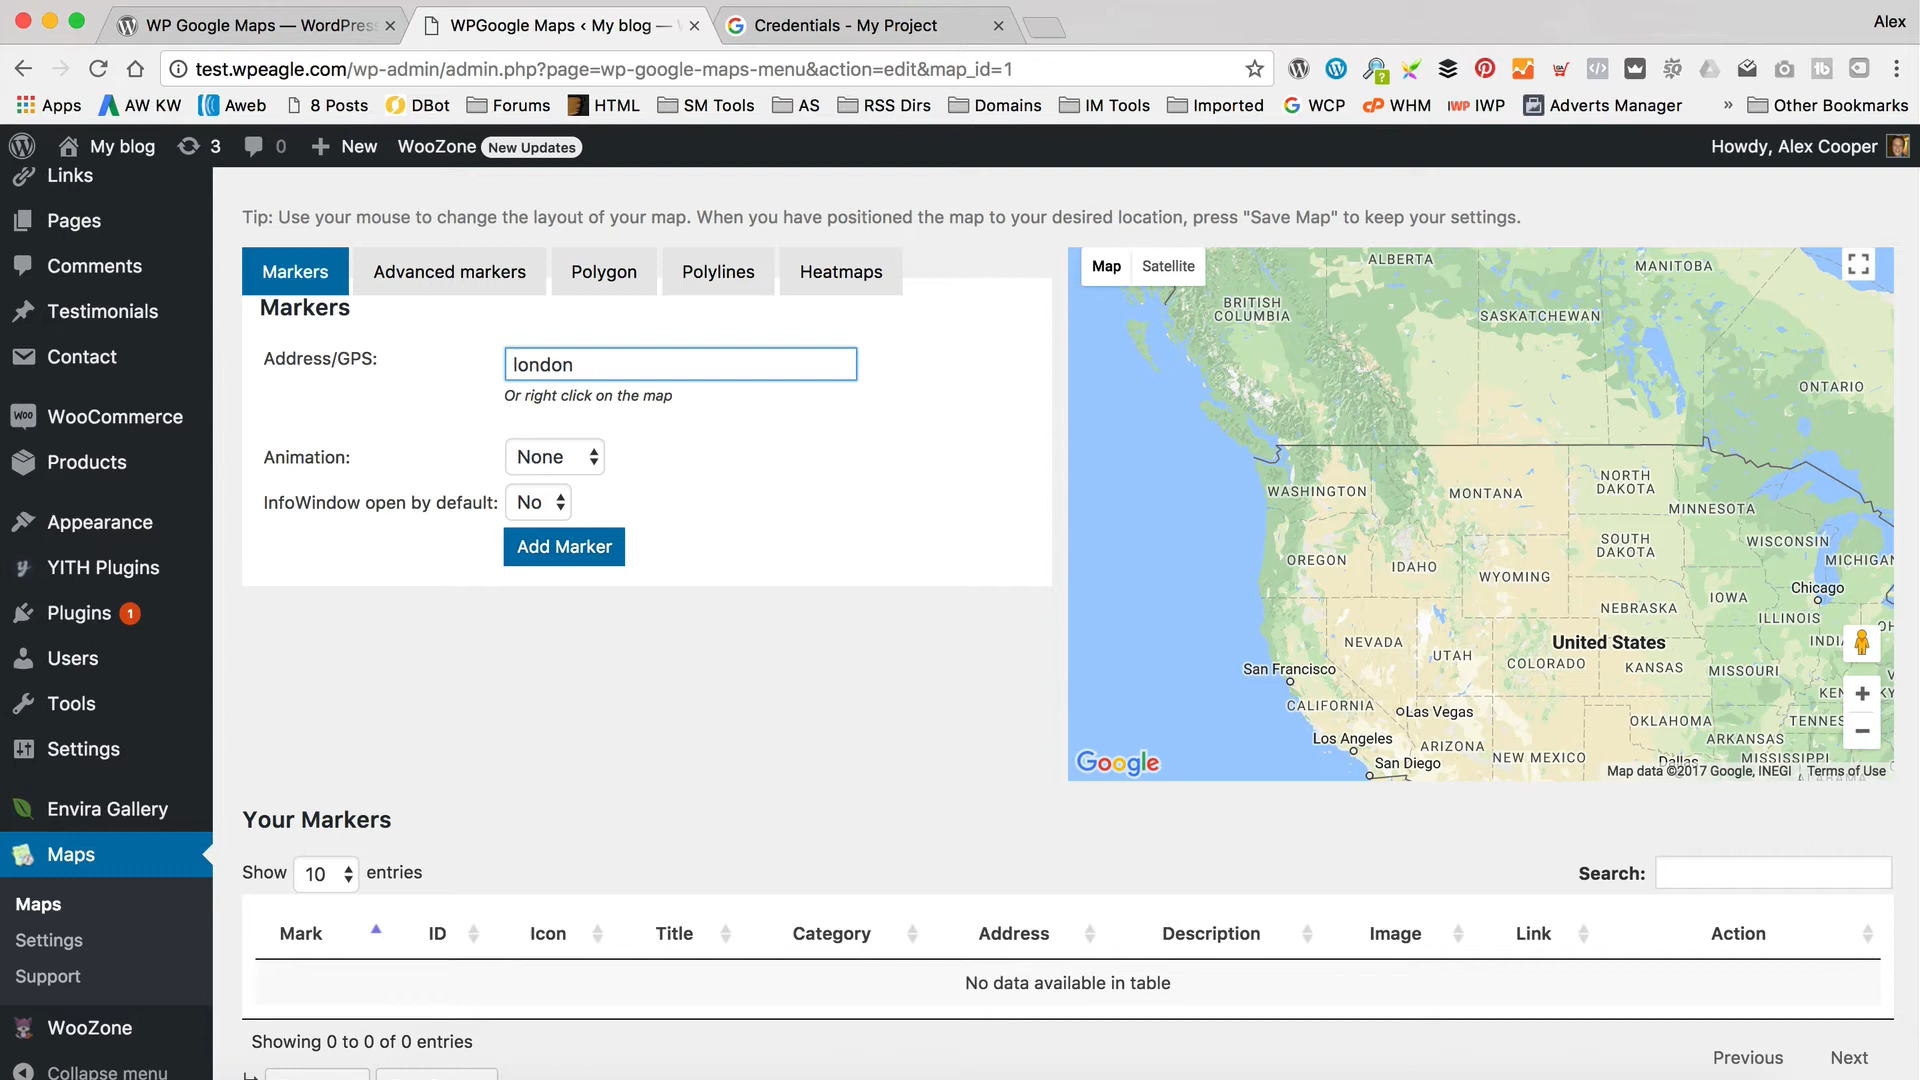 WP Google Maps — WordPress
WPGoogle Maps ‹ My blog —
Credentials - My Project
Alex
test.wpeagle.com/wp-admin/admin.php?page=wp-google-maps-menu&action=edit&map_id=1
Apps
AW KW
Aweb
8 Posts
DBot
Forums
HTML
SM Tools
AS
RSS Dirs
Domains
IM Tools
Imported
WCP
WHM
IWP
Adverts Manager
»
Other Bookmarks
My blog
3
0
New
WooZone
New Updates
Howdy, Alex Cooper
Links
Pages
Comments
Testimonials
Contact
WooCommerce
Products
Appearance
YITH Plugins
Plugins 1
Users
Tools
Settings
Envira Gallery
Maps
Maps
Settings
Support
WooZone
Collapse menu
Tip: Use your mouse to change the layout of your map. When you have positioned the map to your desired location, press "Save Map" to keep your settings.
Markers
Advanced markers
Polygon
Polylines
Heatmaps
Markers
Address/GPS:
london
Or right click on the map
Animation:
None
InfoWindow open by default:
No
Add Marker
Map
Satellite
ALBERTA
MANITOBA
BRITISH
COLUMBIA
SASKATCHEWAN
ONTARIO
WASHINGTON
MONTANA
NORTH
DAKOTA
MINNESOTA
OREGON
IDAHO
SOUTH
DAKOTA
WISCONSIN
MICHIGAN
WYOMING
Chicago
IOWA
NEBRASKA
ILLINOIS
NEVADA
UTAH
United States
INDIA
OH
COLORADO
KANSAS
MISSOURI
San Francisco
CALIFORNIA
Las Vegas
KEN
KY
OKLAHOMA
TENNES
Los Angeles
ARIZONA
NEW MEXICO
ARKANSAS
San Diego
Dallas
MISSISSIPPI
Google
Map data ©2017 Google, INEGI
Terms of Use
Your Markers
Show 10 entries
Search:
Mark
ID
Icon
Title
Category
Address
Description
Image
Link
Action
No data available in table
Showing 0 to 0 of 0 entries
Previous
Next